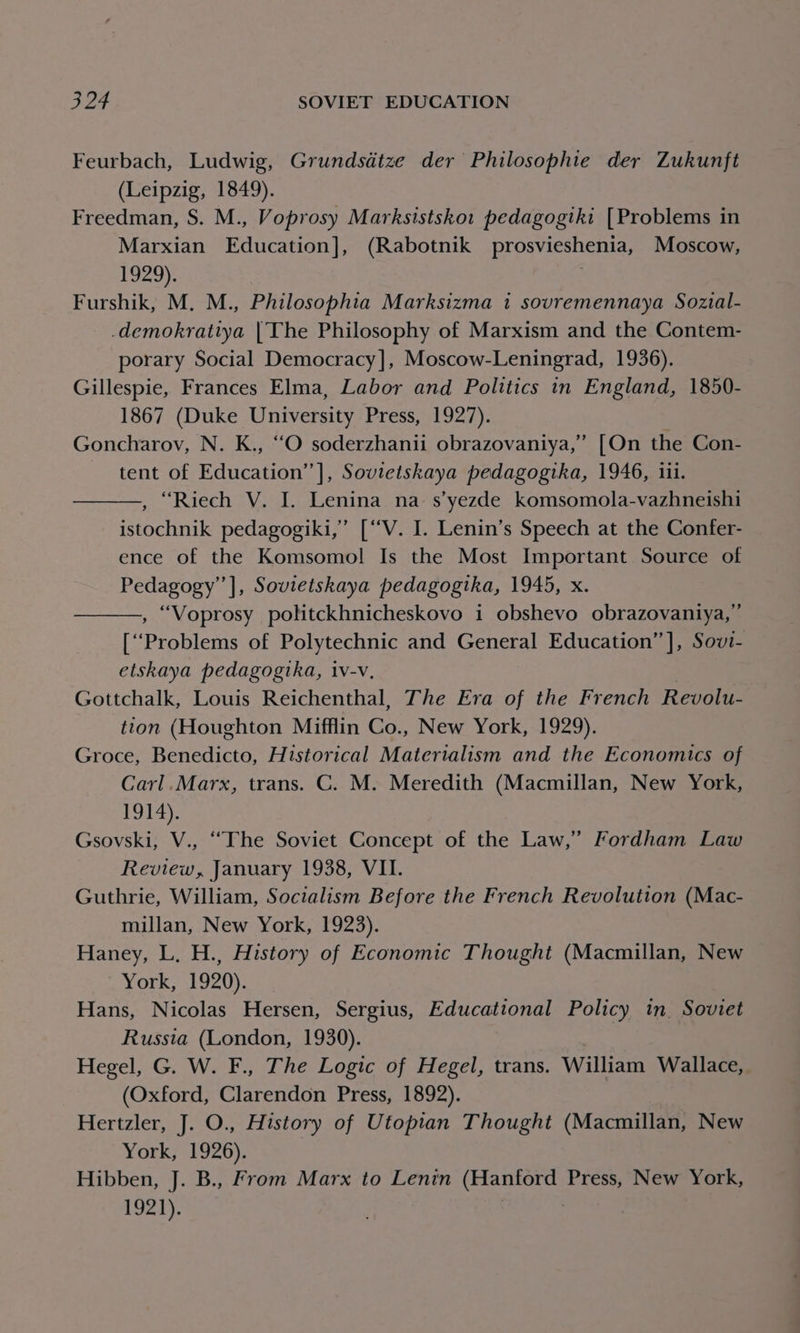 324 SOVIET EDUCATION
Feurbach, Ludwig, Grundsätze der Philosophie der Zukunft
(Leipzig, 1849).
Freedman, S. M., Voprosy Marksistskoi pedagogiki [Problems in
Marxian Education], (Rabotnik prosvieshenia, Moscow,
1929).
Furshik, M. M., Philosophia Marksizma i sovremennaya Sozial-
demokratiya [The Philosophy of Marxism and the Contem-
porary Social Democracy], Moscow-Leningrad, 1936).
Gillespie, Frances Elma, Labor and Politics in England, 1850-
1867 (Duke University Press, 1927).
Goncharov, N. K., “O soderzhanii obrazovaniya,” [On the Con-
tent of Education”], Sovietskaya pedagogika, 1946, iii.
———, “Riech V. I. Lenina na s’yezde komsomola-vazhneishi
istochnik pedagogiki,” [“V. I. Lenin’s Speech at the Confer-
ence of the Komsomol Is the Most Important Source of
Pedagogy”], Sovietskaya pedagogika, 1945, x.
———, “Voprosy politckhnicheskovo i obshevo obrazovaniya,”
[“Problems of Polytechnic and General Education”], Sovi-
etskaya pedagogika, iv-v.
Gottchalk, Louis Reichenthal, The Era of the French Revolu-
tion (Houghton Mifflin Co., New York, 1929).
Groce, Benedicto, Historical Materialism and the Economics of
Carl Marx, trans. C. M. Meredith (Macmillan, New York,
1914).
Gsovski, V., “The Soviet Concept of the Law,” Fordham Law
Review, January 1938, VII.
Guthrie, William, Socialism Before the French Revolution (Mac-
millan, New York, 1923).
Haney, L. H., History of Economic Thought (Macmillan, New
York, 1920).
Hans, Nicolas Hersen, Sergius, Educational Policy in Soviet
Russia (London, 1930).
Hegel, G. W. F., The Logic of Hegel, trans. William Wallace,
(Oxford, Clarendon Press, 1892).
Hertzler, J. O., History of Utopian Thought (Macmillan, New
York, 1926).
Hibben, J. B., From Marx to Lenin (Hanford Press, New York,
1921).